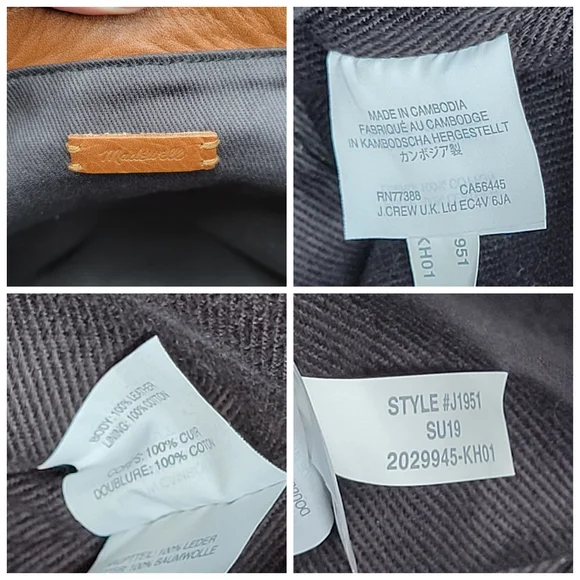 Madewell
MADE IN CAMBODIA
FABRIQUÉ AU CAMBODGE
IN KAMBODSCHA HERGESTELLT
カンボジア製
RN77388 CA56445
J.CREW U.K. Ltd EC4V 6JA
951
KH01
BODY: 100% LEATHER
LINING: 100% COTTON
CORPS: 100% CUIR
DOUBLURE: 100% COTON
HAUPTTEIL: 100% LEDER
100% BAUMWOLLE
STYLE #J1951
SU19
2029945-KH01